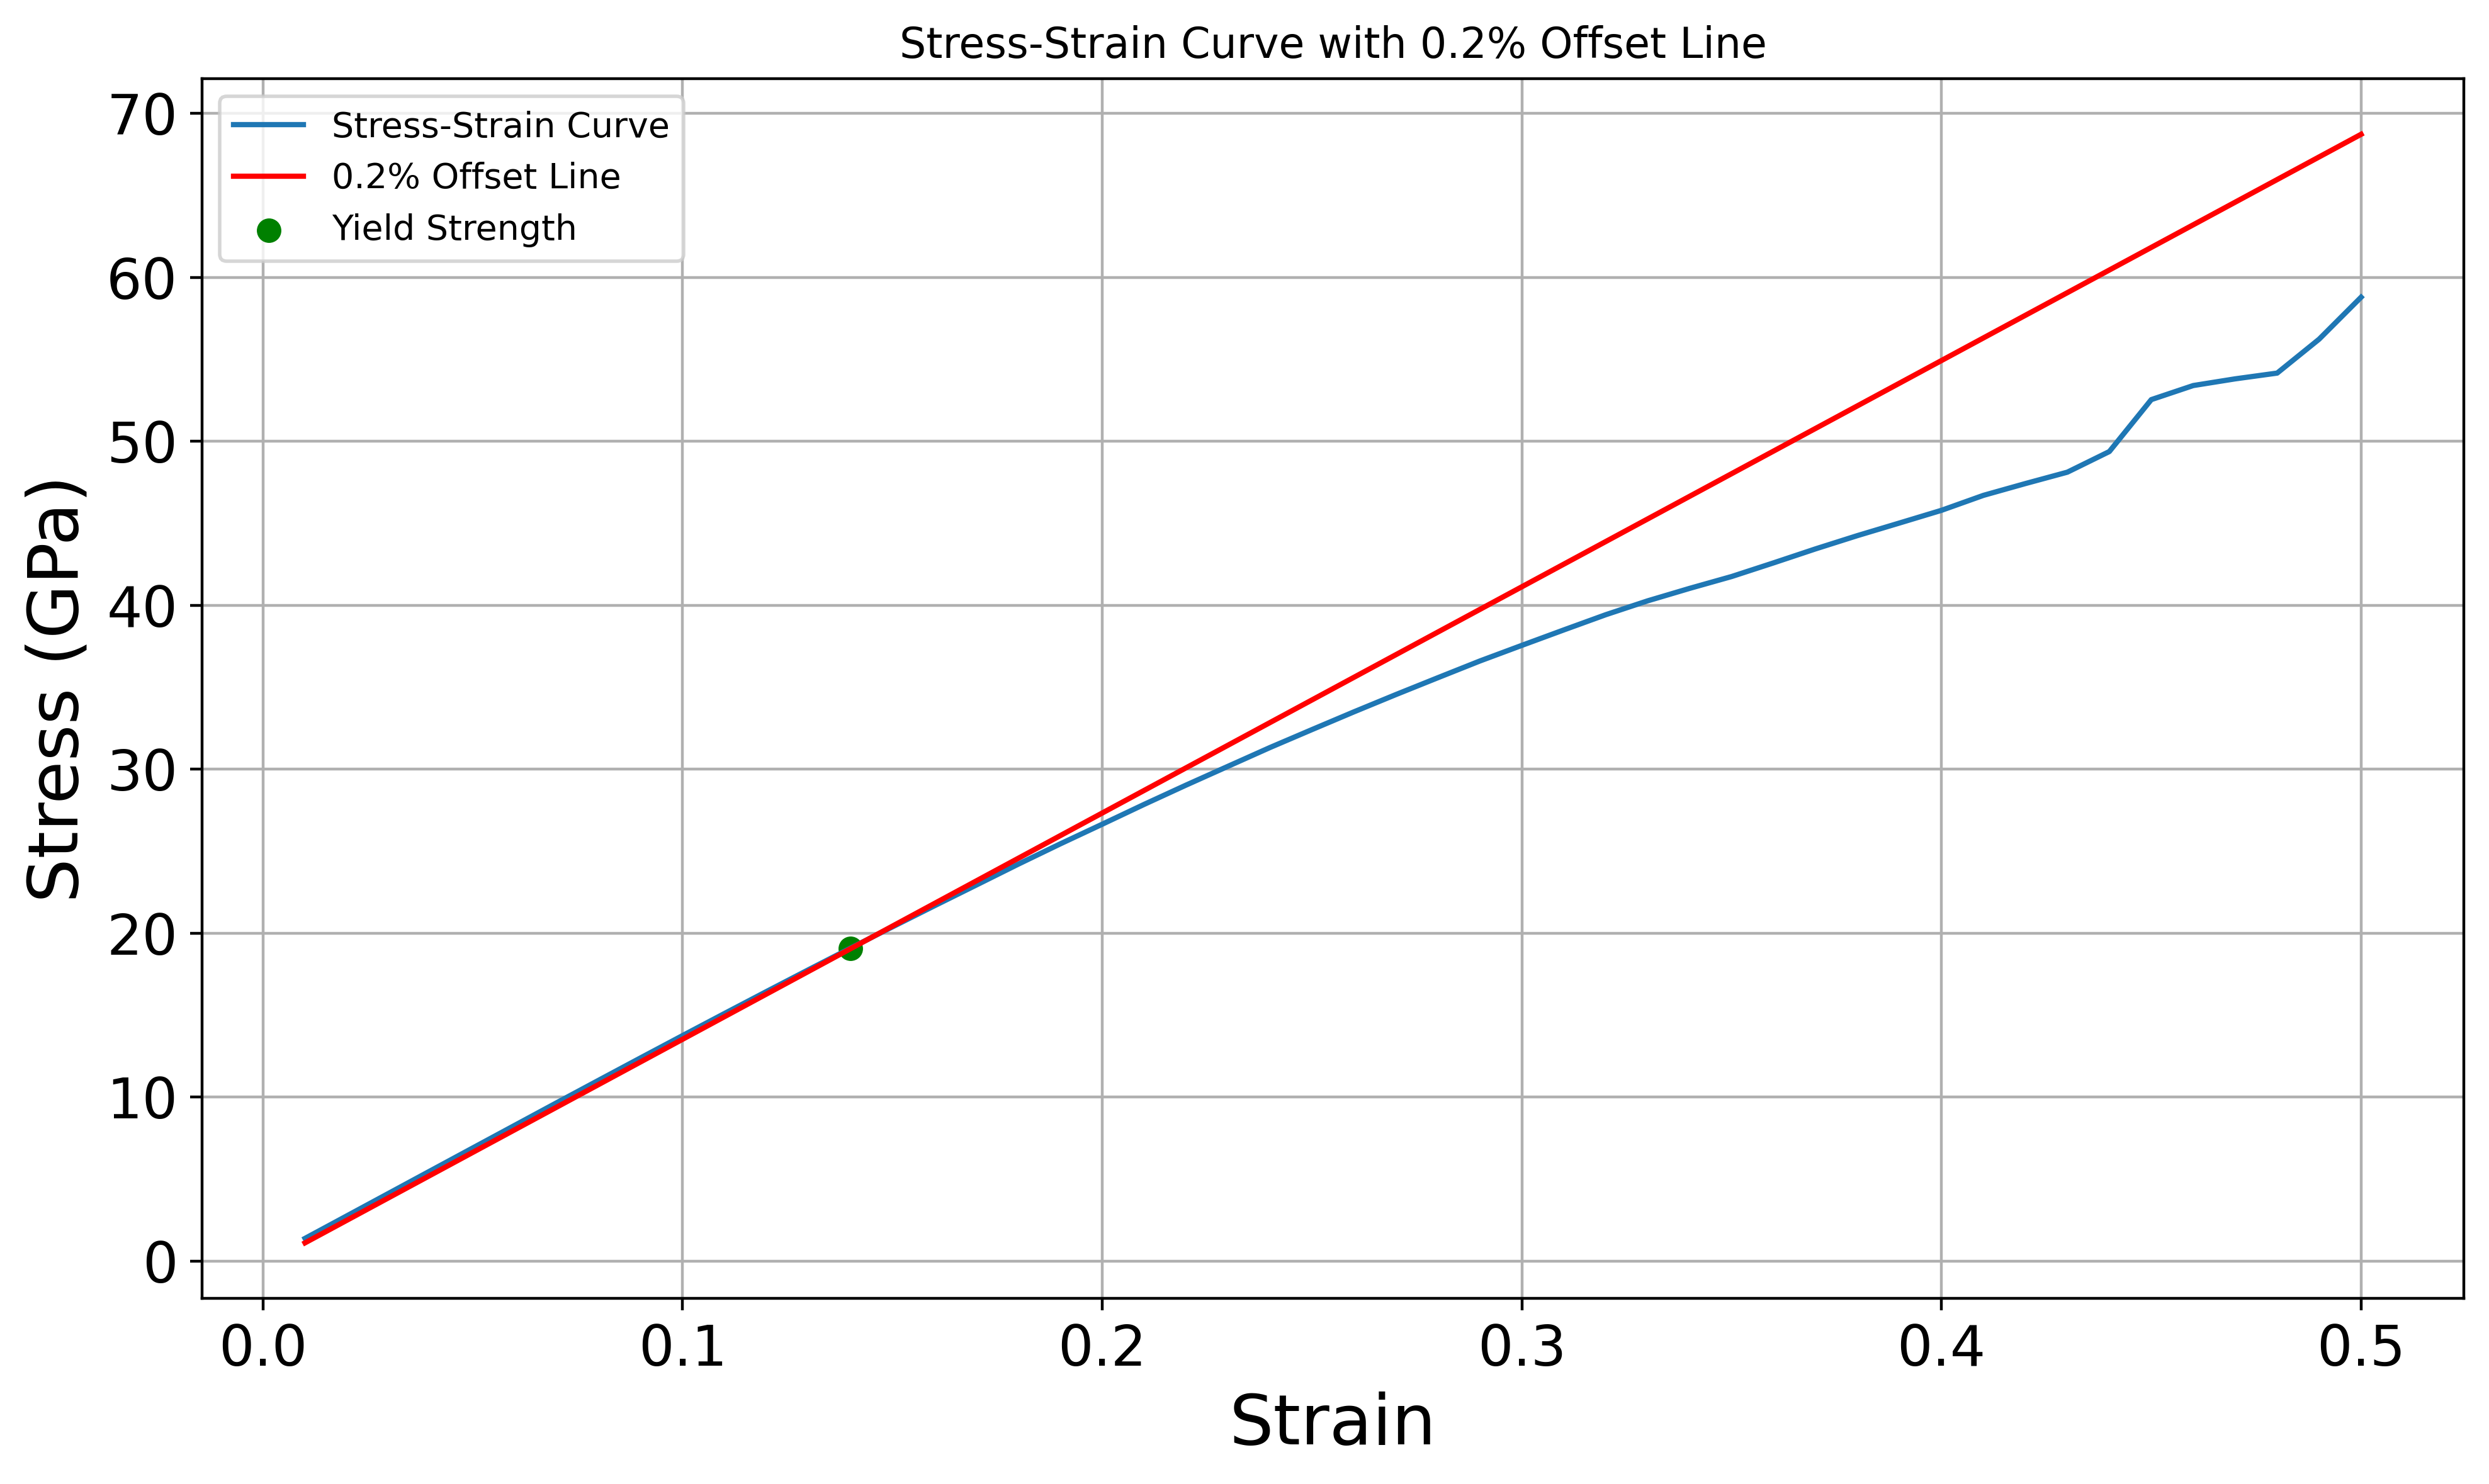 Stress-Strain Curve with 0.2% Offset Line
Stress-Strain Curve
0.2% Offset Line
Yield Strength
Stress (GPa)
70
60
50
40
30
20
10
0
0.0 0.1 0.2 0.3 0.4 0.5
Strain